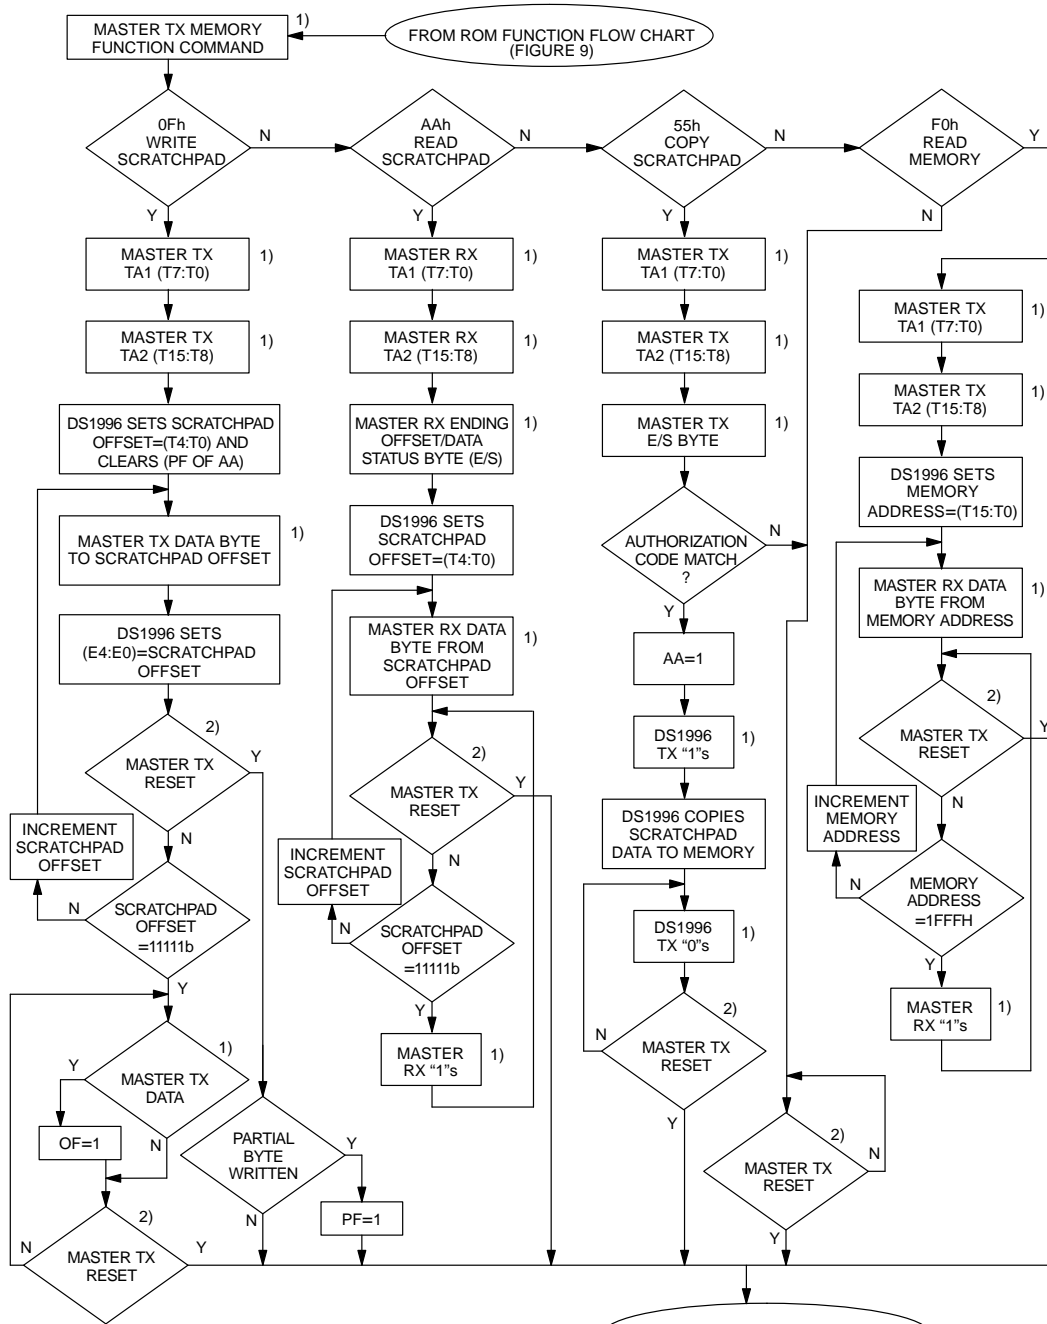 MASTER TX MEMORY
FUNCTION COMMAND
1)
FROM ROM FUNCTION FLOW CHART
(FIGURE 9)
0Fh
WRITE
SCRATCHPAD
N
Y
AAh
READ
SCRATCHPAD
N
Y
55h
COPY
SCRATCHPAD
N
Y
F0h
READ
MEMORY
Y
N
MASTER TX
TA1 (T7:T0)
1)
MASTER TX
TA2 (T15:T8)
1)
DS1996 SETS SCRATCHPAD
OFFSET=(T4:T0) AND
CLEARS (PF OF AA)
MASTER TX DATA BYTE
TO SCRATCHPAD OFFSET
1)
DS1996 SETS
(E4:E0)=SCRATCHPAD
OFFSET
2)
MASTER TX
RESET
Y
N
INCREMENT
SCRATCHPAD
OFFSET
N
SCRATCHPAD
OFFSET
=11111b
Y
1)
MASTER TX
DATA
Y
N
OF=1
2)
MASTER TX
RESET
N
Y
PARTIAL
BYTE
WRITTEN
Y
N
PF=1
MASTER RX
TA1 (T7:T0)
1)
MASTER RX
TA2 (T15:T8)
1)
MASTER RX ENDING
OFFSET/DATA
STATUS BYTE (E/S)
1)
DS1996 SETS
SCRATCHPAD
OFFSET=(T4:T0)
MASTER RX DATA
BYTE FROM
SCRATCHPAD
OFFSET
1)
2)
MASTER TX
RESET
Y
N
INCREMENT
SCRATCHPAD
OFFSET
N
SCRATCHPAD
OFFSET
=11111b
Y
MASTER
RX “1”s
1)
MASTER TX
TA1 (T7:T0)
1)
MASTER TX
TA2 (T15:T8)
1)
MASTER TX
E/S BYTE
1)
AUTHORIZATION
CODE MATCH
?
N
Y
AA=1
DS1996
TX “1”s
1)
DS1996 COPIES
SCRATCHPAD
DATA TO MEMORY
DS1996
TX “0”s
1)
2)
MASTER TX
RESET
N
Y
2)
MASTER TX
RESET
N
Y
MASTER TX
TA1 (T7:T0)
1)
MASTER TX
TA2 (T15:T8)
1)
DS1996 SETS
MEMORY
ADDRESS=(T15:T0)
MASTER RX DATA
BYTE FROM
MEMORY ADDRESS
1)
2)
MASTER TX
RESET
Y
N
INCREMENT
MEMORY
ADDRESS
N
MEMORY
ADDRESS
=1FFFH
Y
MASTER
RX “1”s
1)